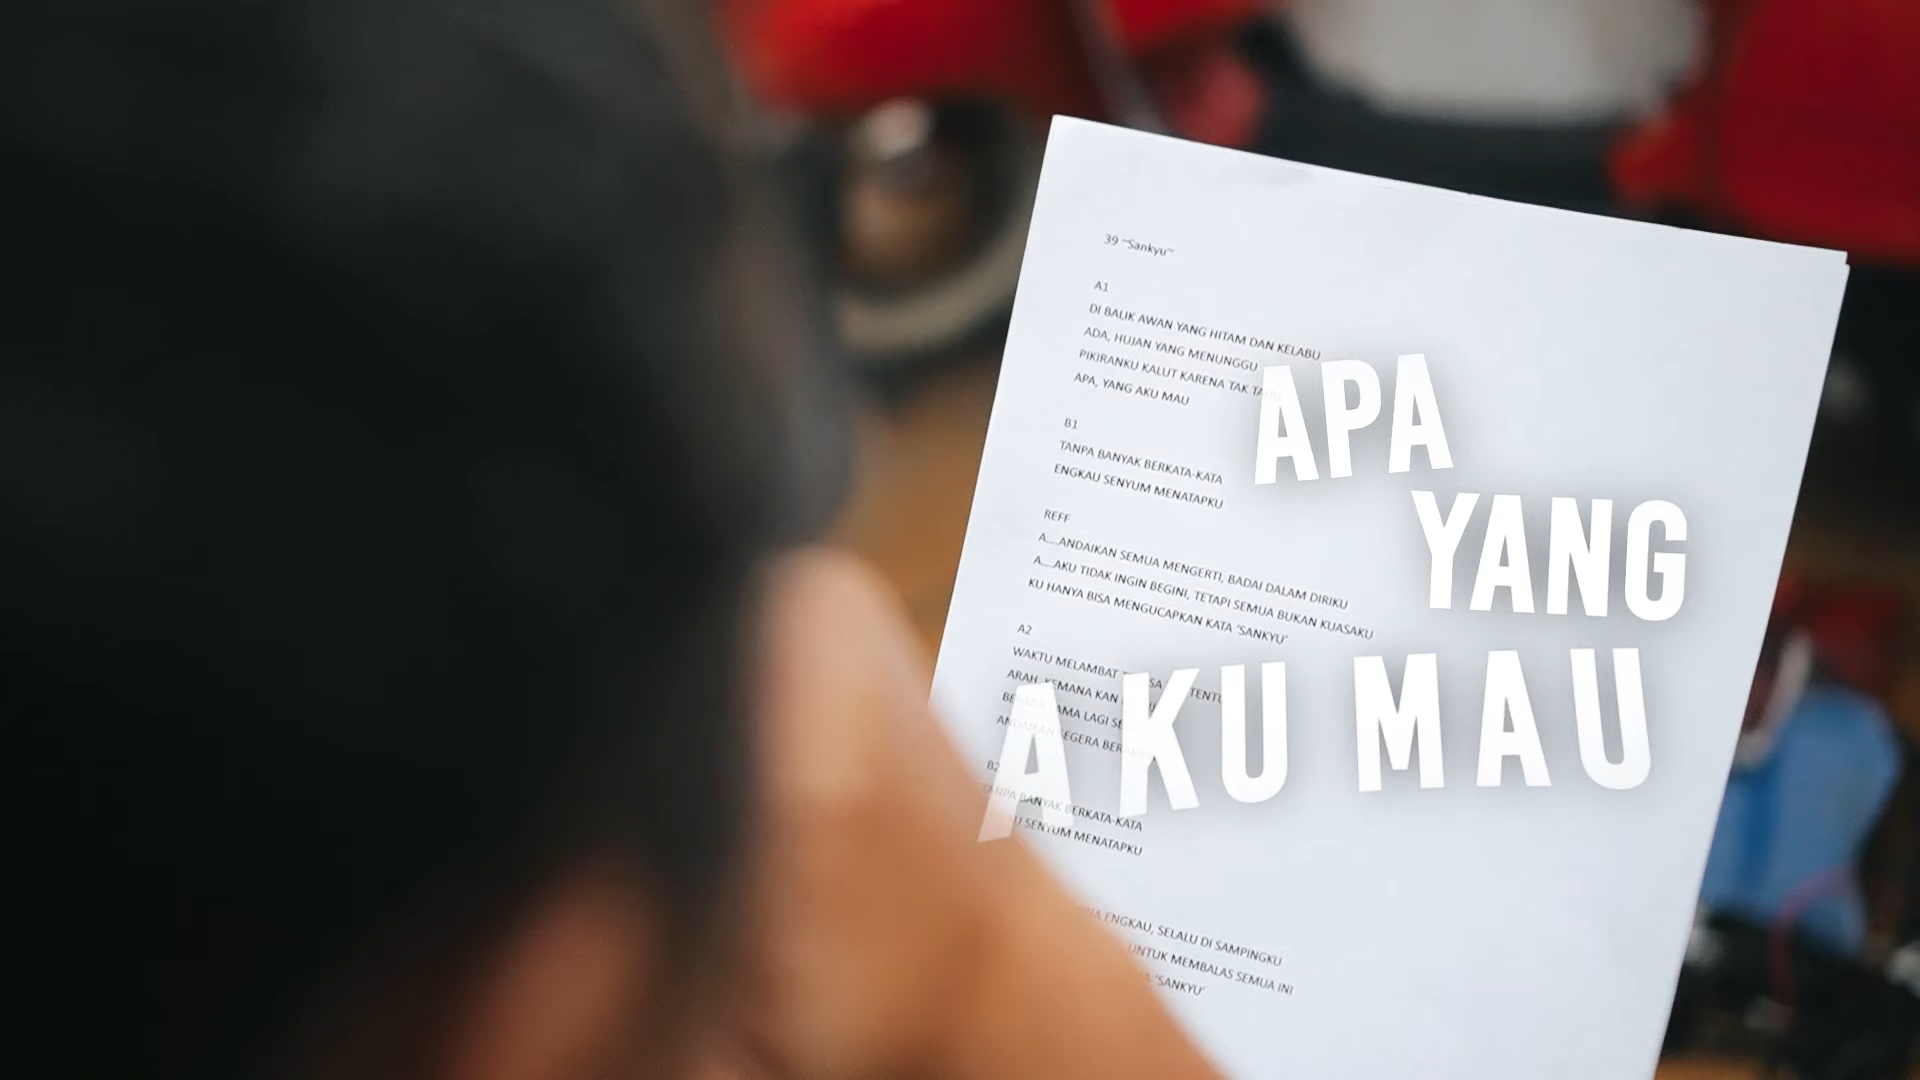 39 ~Sankyu~
A1
DI BALIK AWAN YANG HITAM DAN KELABU
ADA, HUJAN YANG MENUNGGU
PIKIRANKU KALUT KARENA TAK
APA, YANG AKU MAU
B1
TANPA BANYAK BERKATA-KATA
ENGKAU SENYUM MENATAPKU
REFF
A....ANDAIKAN SEMUA MENGERTI, BADAI DALAM DIRIKU
A....AKU TIDAK INGIN BEGINI, TETAPI SEMUA BUKAN KUASAKU
KU HANYA BISA MENGUCAPKAN KATA "SANKYU"
A2
WAKTU MELAMBAT
ARAH, KEMANA KAN
LAMA LAGI
ANDAIKAN SEGERA
B2
TANPA BANYAK BERKATA-KATA
SENYUM MENATAPKU
ENGKAU, SELALU DI SAMPINGKU
UNTUK MEMBALAS SEMUA INI
"SANKYU"
APA
YANG
AKU MAU